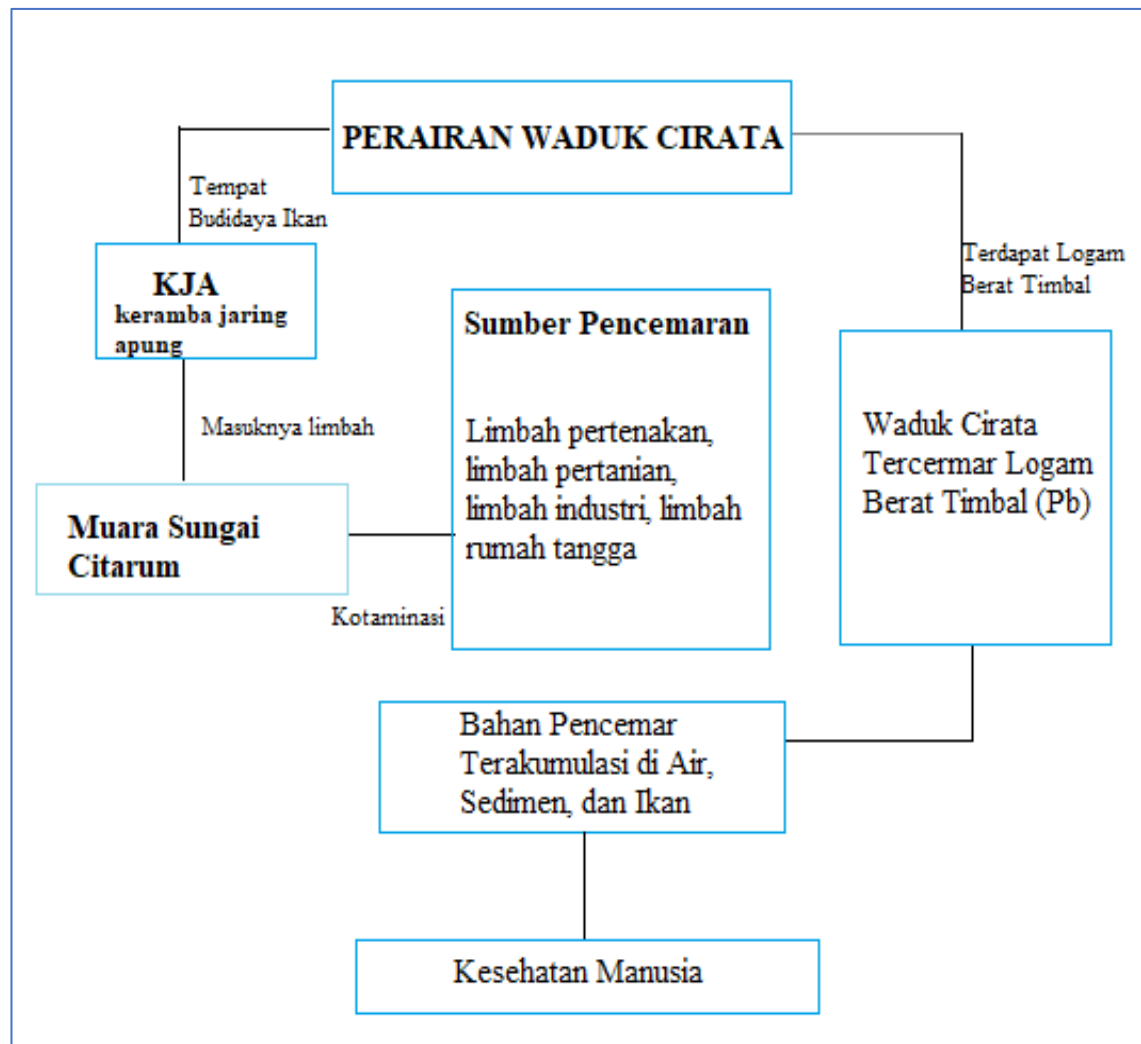 PERAIRAN WADUK CIRATA
Tempat
Budidaya Ikan
Terdapat Logam
Berat Timbal
KJA
keramba jaring
apung
Sumber Pencemaran
Limbah pertenakan,
limbah pertanian,
limbah industri, limbah
rumah tangga
Masuknya limbah
Waduk Cirata
Tercermar Logam
Berat Timbal (Pb)
Muara Sungai
Citarum
Kotaminasi
Bahan Pencemar
Terakumulasi di Air,
Sedimen, dan Ikan
Kesehatan Manusia